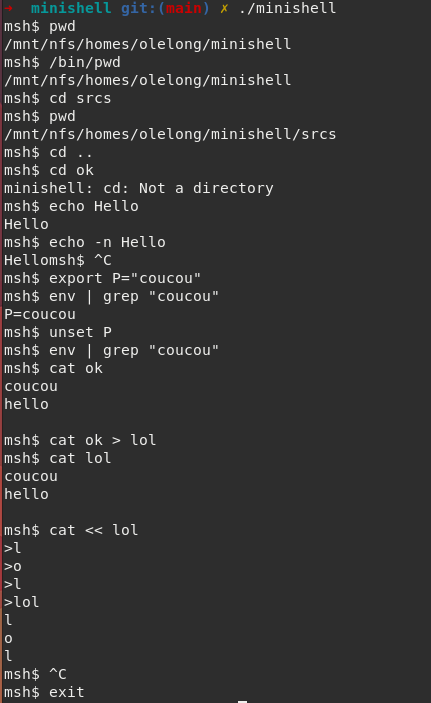 → minishell git:(main) ✗ ./minishell
msh$ pwd
/mnt/nfs/homes/olelong/minishell
msh$ /bin/pwd
/mnt/nfs/homes/olelong/minishell
msh$ cd srcs
msh$ pwd
/mnt/nfs/homes/olelong/minishell/srcs
msh$ cd ..
msh$ cd ok
minishell: cd: Not a directory
msh$ echo Hello
Hello
msh$ echo -n Hello
Hellomsh$ ^C
msh$ export P="coucou"
msh$ env | grep "coucou"
P=coucou
msh$ unset P
msh$ env | grep "coucou"
msh$ cat ok
coucou
hello

msh$ cat ok > lol
msh$ cat lol
coucou
hello

msh$ cat << lol
>l
>o
>l
>lol
l
o
l
msh$ ^C
msh$ exit